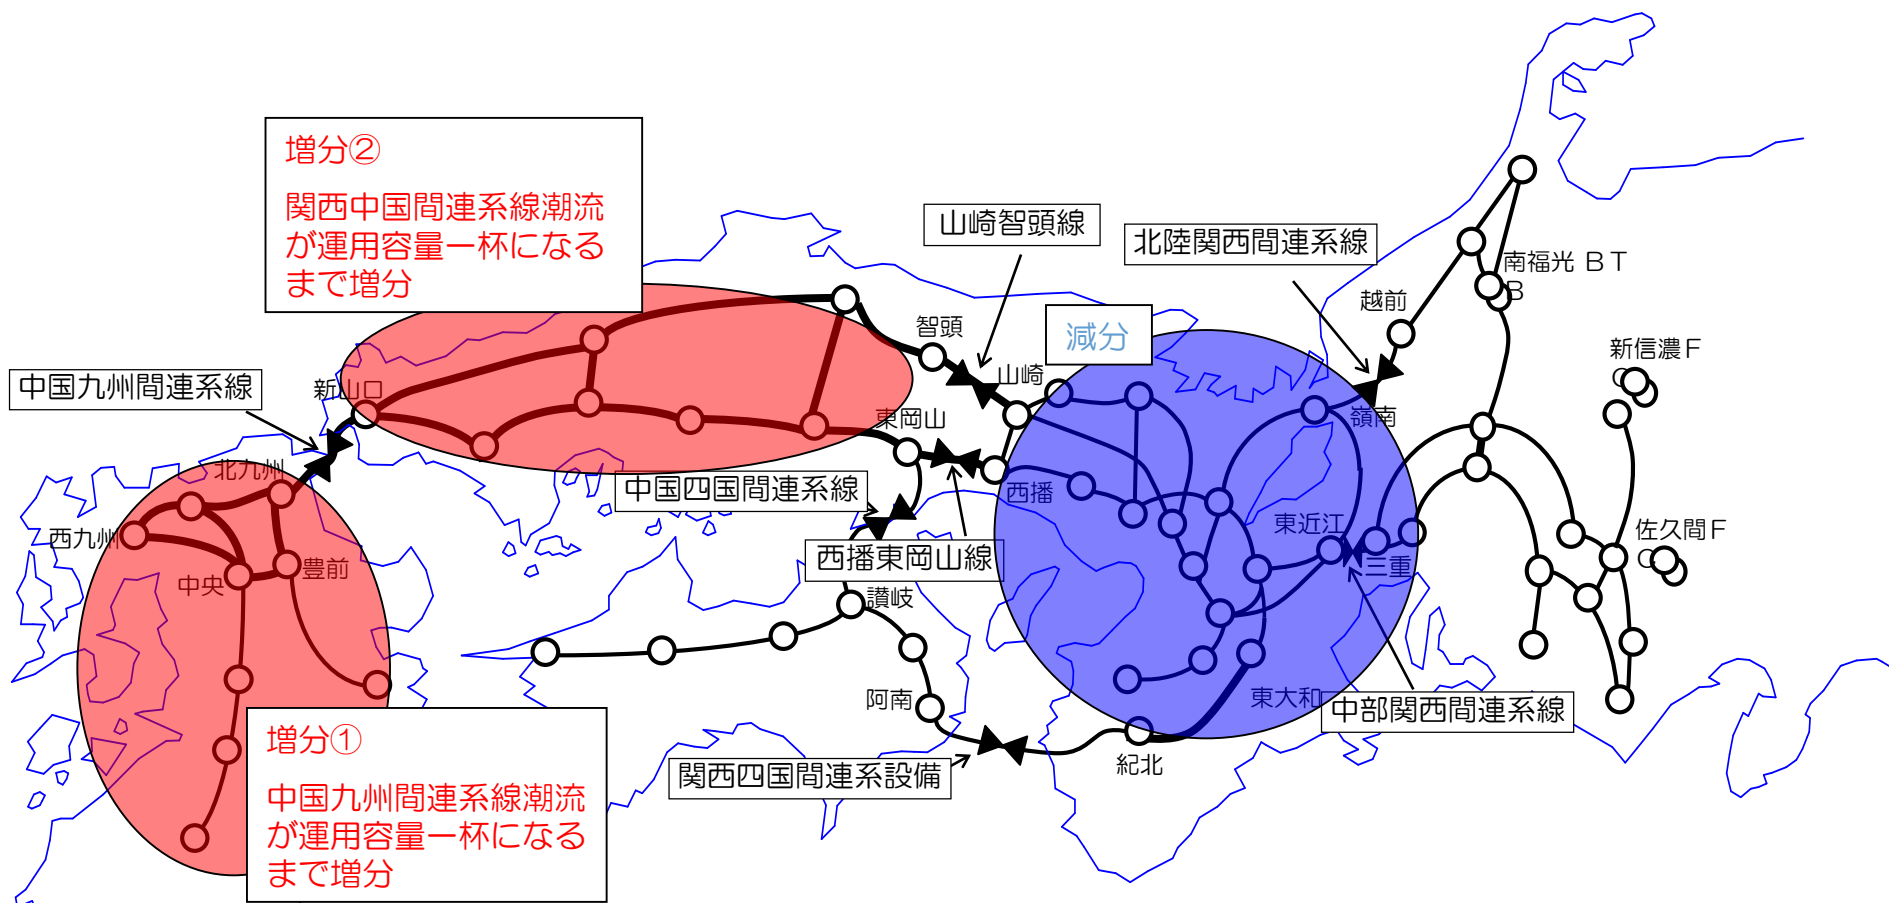 増分②
関西中国間連系線潮流
が運用容量一杯になる
まで増分
山崎智頭線
北陸関西間連系線
南福光ＢＴ
B
越前
智頭
減分
新信濃Ｆ
C
中国九州間連系線
新山口
山崎
嶺南
東岡山
北九州
中国四国間連系線
西播
東近江
佐久間Ｆ
C
西九州
西播東岡山線
三重
中央
豊前
讃岐
阿南
東大和
中部関西間連系線
増分①
中国九州間連系線潮流
が運用容量一杯になる
まで増分
関西四国間連系設備
紀北